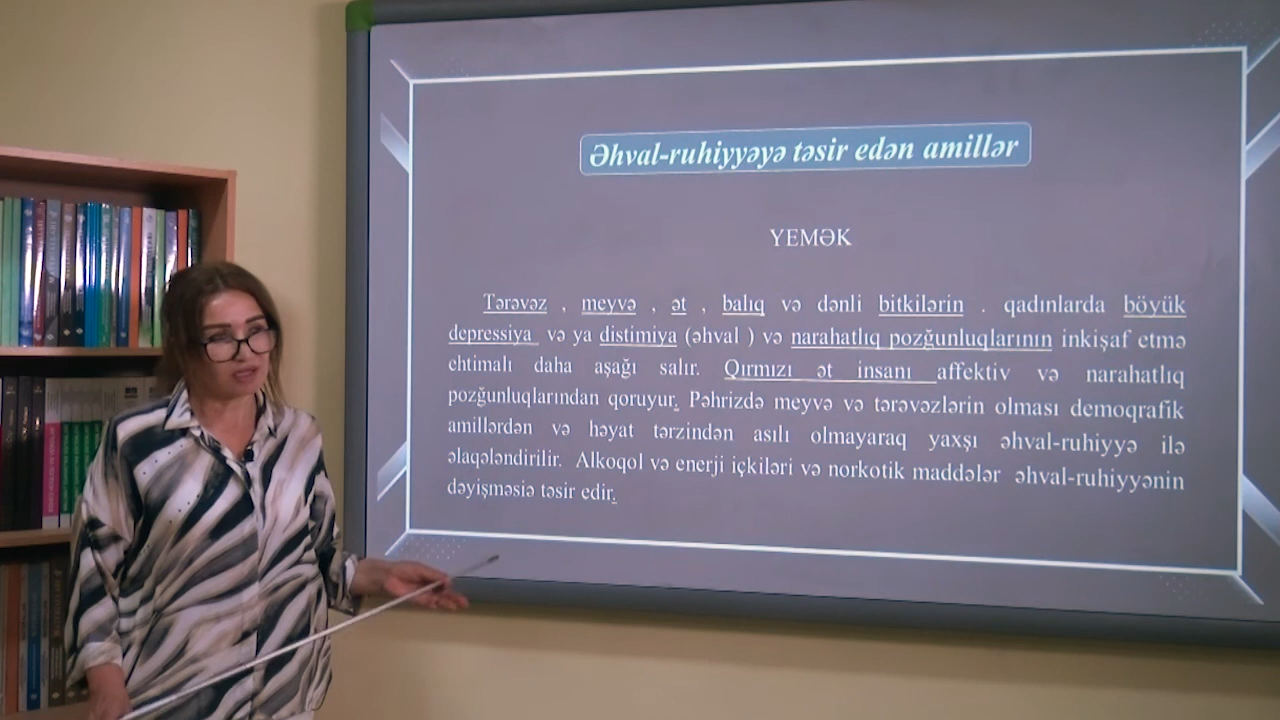 Əhval-ruhiyyəyə təsir edən amillər
YEMƏK
Tərəvəz , meyvə , ət , balıq və dənli bitkilərin . qadınlarda böyük
depressiya və ya distimiya (əhval ) və narahatlıq pozğunluqlarının inkişaf etmə
ehtimalı daha aşağı salır. Qırmızı ət insanı affektiv və narahatlıq
pozğunluqlarından qoruyur. Pəhrizdə meyvə və tərəvəzlərin olması demoqrafik
amillərdən və həyat tərzindən asılı olmayaraq yaxşı əhval-ruhiyyə ilə
əlaqələndirilir. Alkoqol və enerji içkiləri və norkotik maddələr əhval-ruhiyyənin
dəyişməsiə təsir edir.